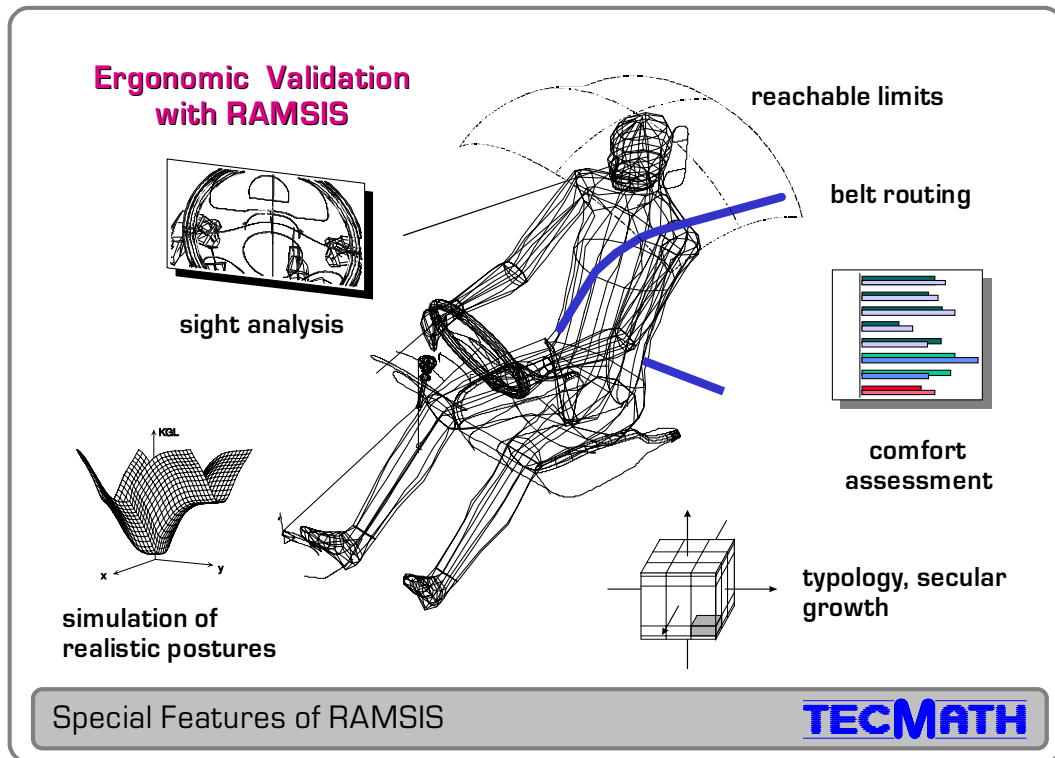 Ergonomic Validation
with RAMSIS
reachable limits
belt routing
sight analysis
comfort
assessment
KGL
x
y
simulation of
realistic postures
typology, secular
growth
Special Features of RAMSIS
TECMATH